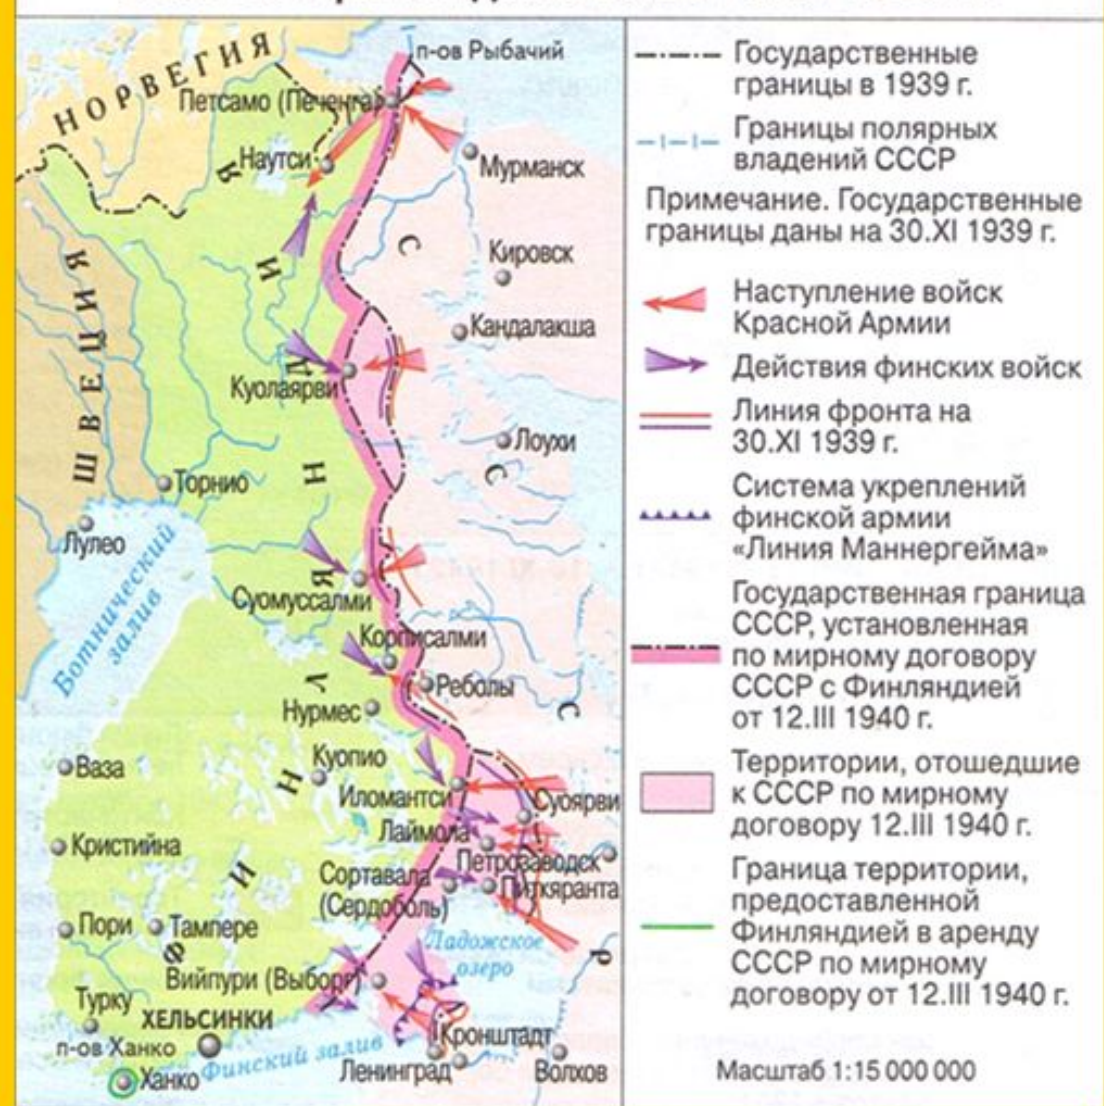 п-ов Рыбачий
НОРВЕГИЯ
Петсамо (Печенга)
Наутси
Мурманск
Кировск
Кандалакша
ШВЕЦИЯ
Куолаярви
Лоухи
Торнио
Лулео
Ботнический
залив
Суомуссалми
Корписалми
Реболы
Нурмес
Куопио
Ваза
Иломантси
Суоярви
Лаймола
Кристийна
Петрозаводск
Сортавала
(Сердоболь)
Питкяранта
Пори
Тампере
Ладожское
озеро
Вийпури (Выборг)
Турку
ХЕЛЬСИНКИ
п-ов Ханко
Финский залив
Кронштадт
Ханко
Ленинград
Волхов
ФИНЛЯНДИЯ
СССР
Государственные
границы в 1939 г.
Границы полярных
владений СССР
Примечание. Государственные
границы даны на 30.XI 1939 г.
Наступление войск
Красной Армии
Действия финских войск
Линия фронта на
30.XI 1939 г.
Система укреплений
финской армии
«Линия Маннергейма»
Государственная граница
СССР, установленная
по мирному договору
СССР с Финляндией
от 12.III 1940 г.
Территории, отошедшие
к СССР по мирному
договору 12.III 1940 г.
Граница территории,
предоставленной
Финляндией в аренду
СССР по мирному
договору от 12.III 1940 г.
Масштаб 1:15 000 000